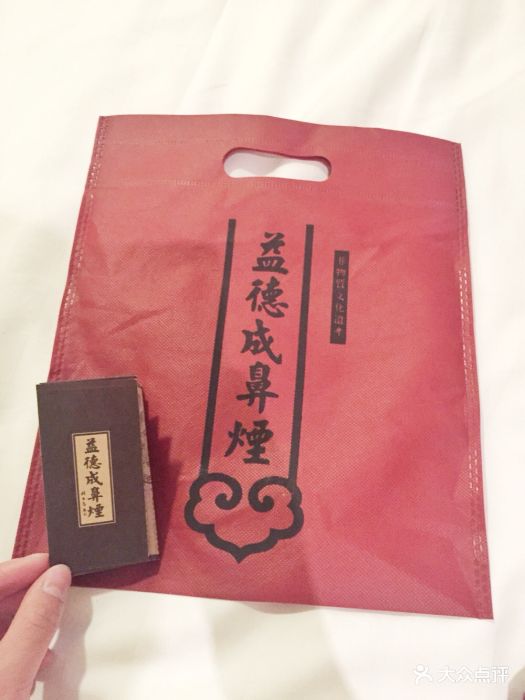 益德成鼻煙
非物質文化遺产
益德成鼻煙
大众点评